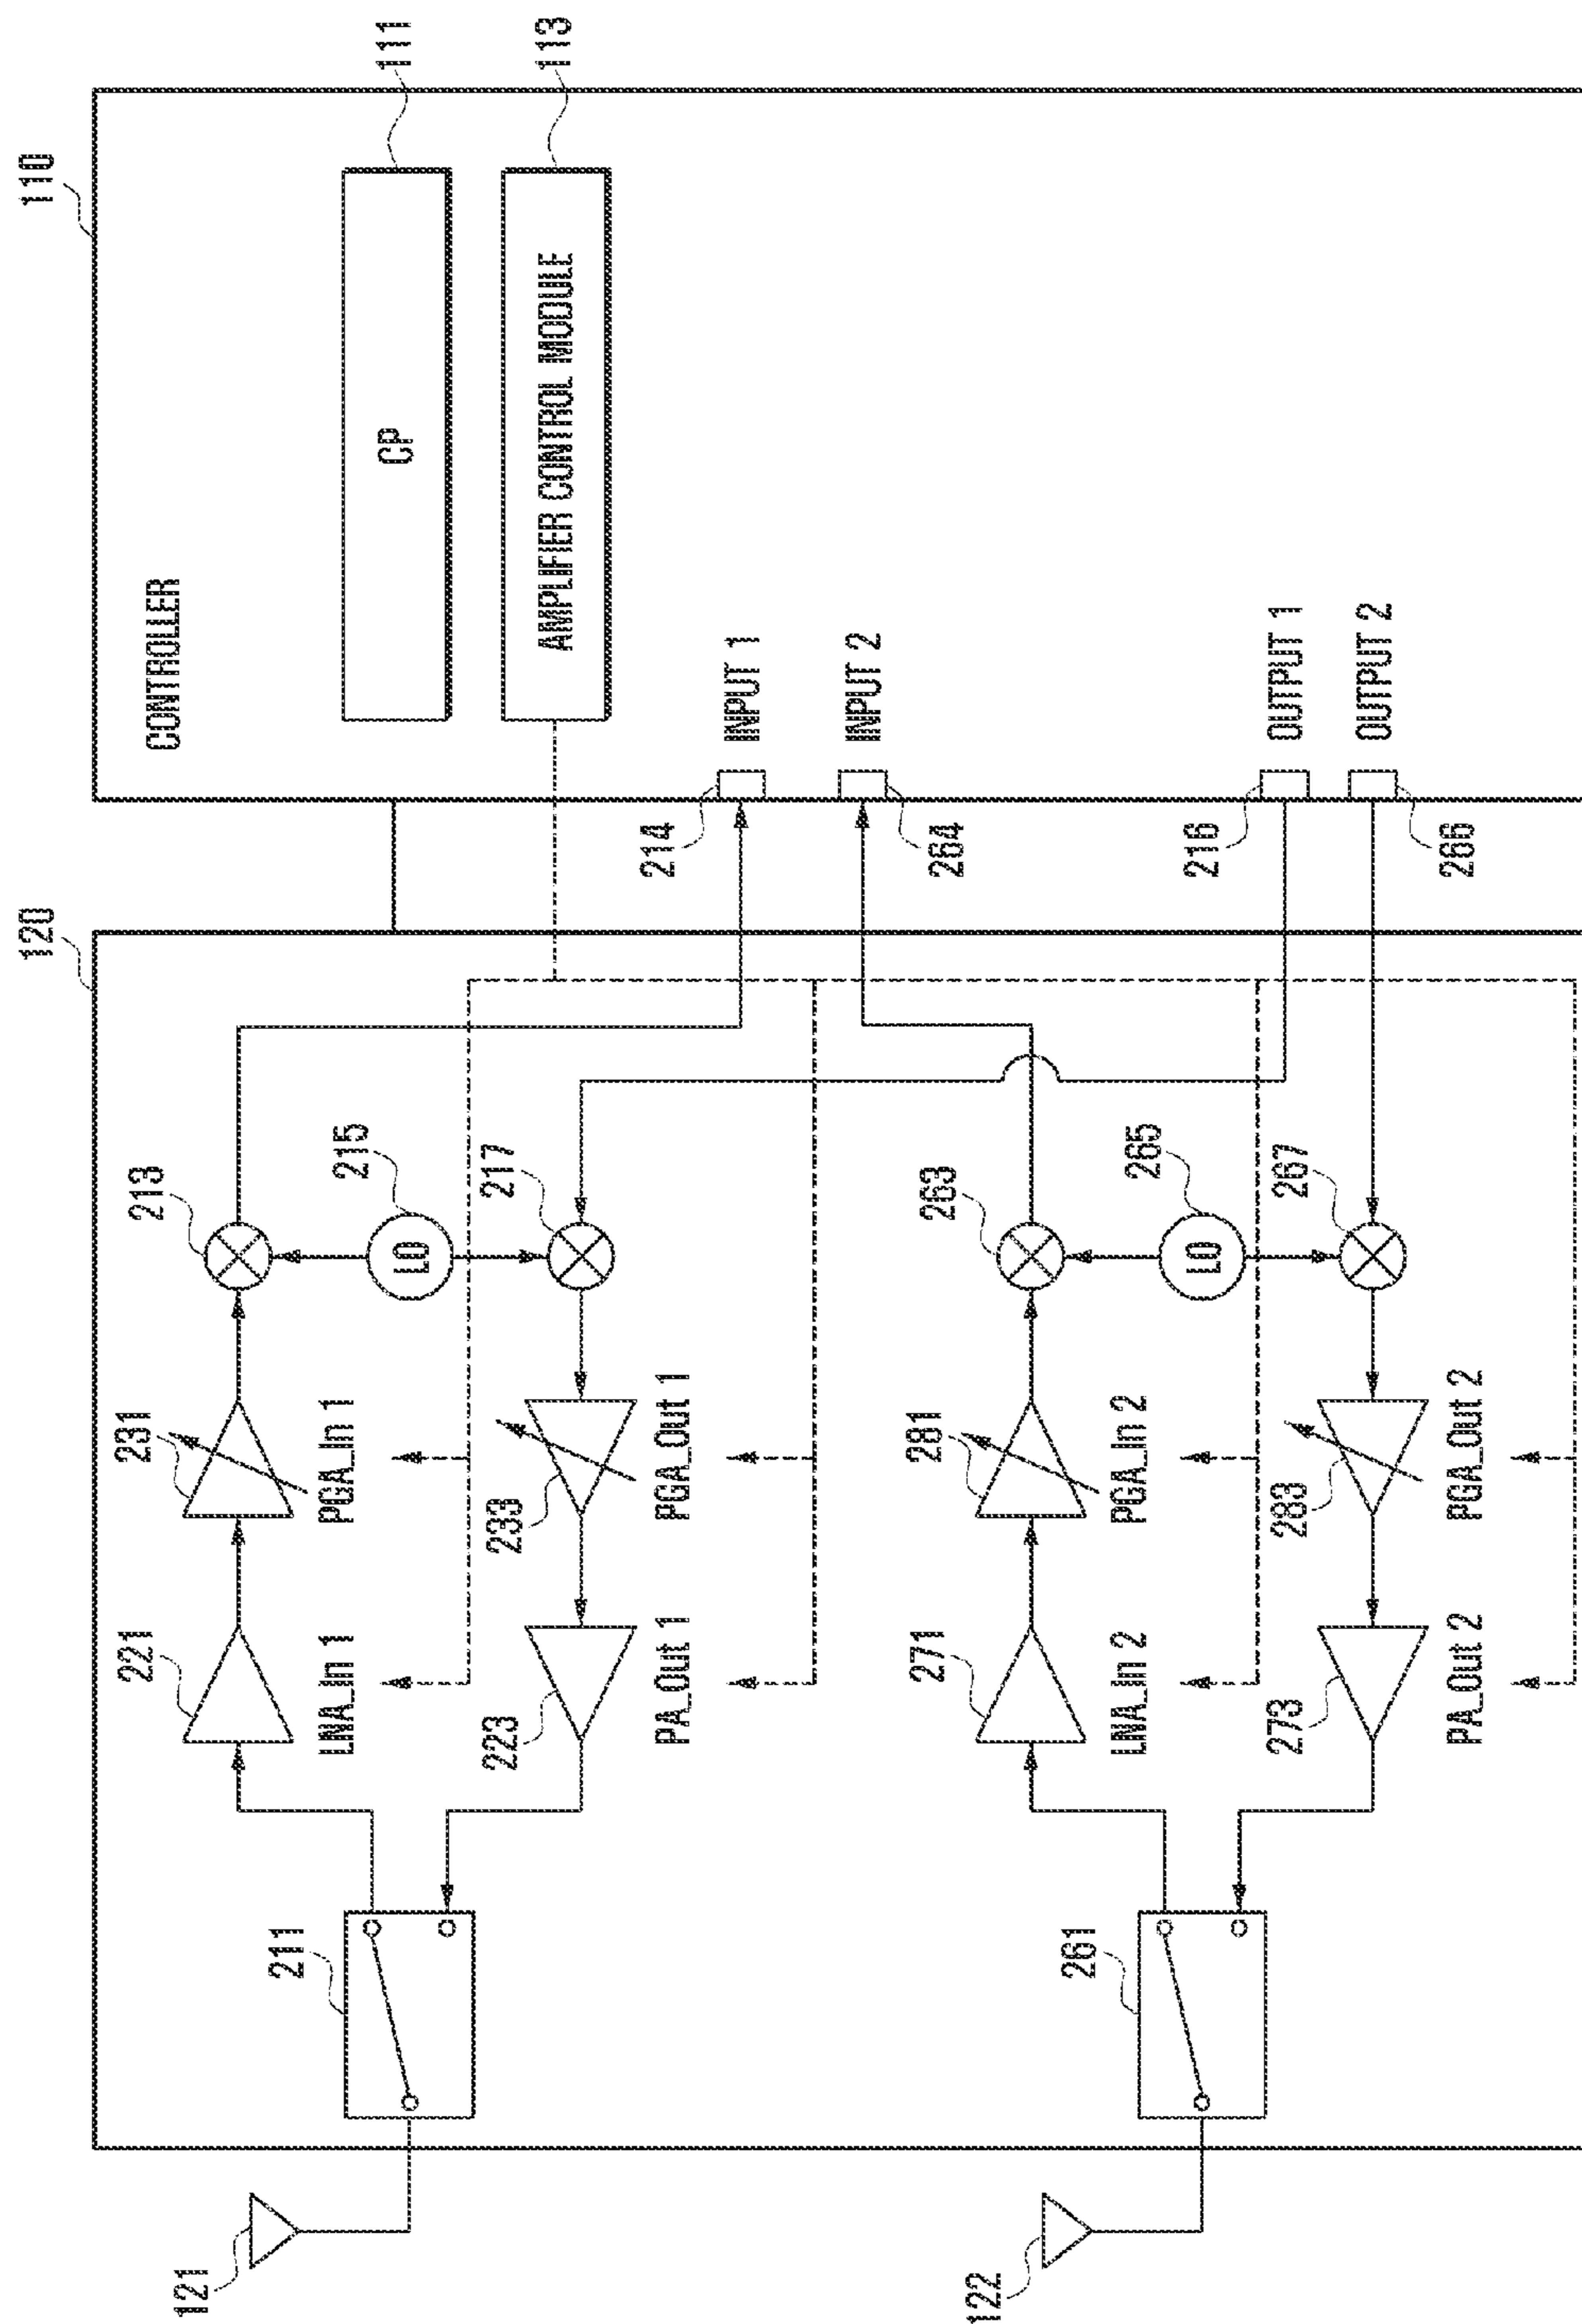 120
110
CONTROLLER
CP
111
AMPLIFIER CONTROL MODULE
113
121
211
221
LNA_In 1
231
PGA_In 1
213
LO
215
217
233
PGA_Out 1
223
PA_Out 1
214
INPUT 1
264
INPUT 2
216
OUTPUT 1
266
OUTPUT 2
122
261
271
LNA_In 2
281
PGA_In 2
263
LO
265
267
283
PGA_Out 2
273
PA_Out 2